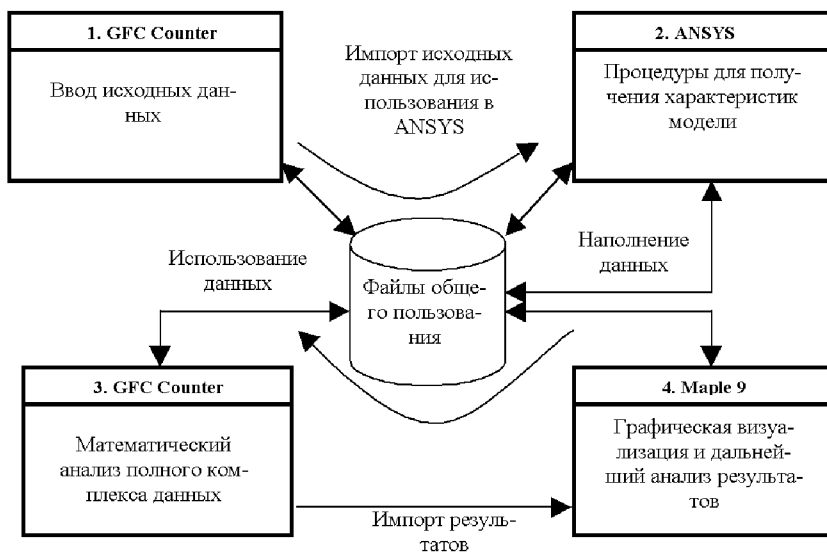 1. GFC Counter
Ввод исходных дан-
ных
Импорт исходных
данных для ис-
пользования в
ANSYS
2. ANSYS
Процедуры для полу-
чения характеристик
модели
Использование
данных
Файлы обще-
го пользова-
ния
Наполнение
данных
3. GFC Counter
Математический
анализ полного ком-
плекса данных
Импорт резуль-
татов
4. Maple 9
Графическая визуа-
лизация и дальней-
ший анализ результа-
тов